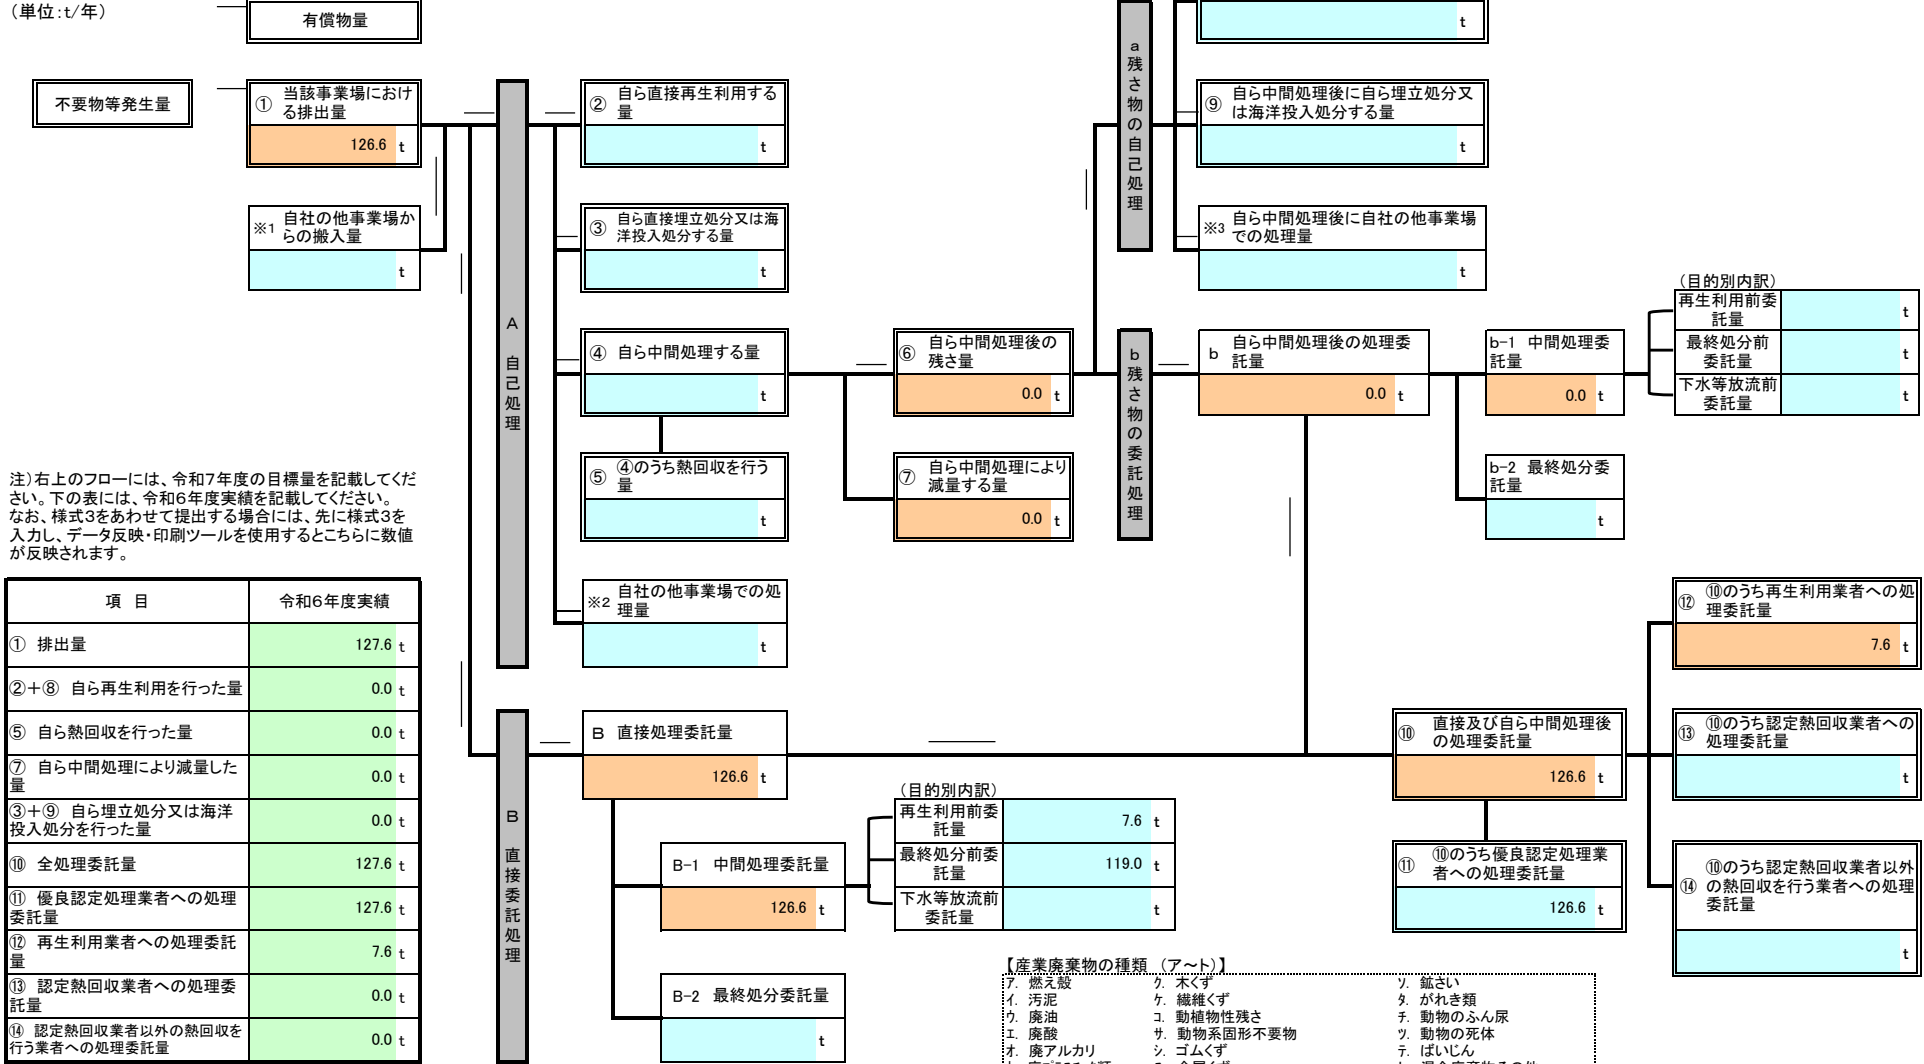 (単位:t/年)
有償物量
t
不要物等発生量
① 当該事業場におけ
る排出量
126.6 t
※1 自社の他事業場か
らの搬入量
t
A 自己処理
② 自ら直接再生利用する
量
t
③ 自ら直接埋立処分又は海
洋投入処分する量
t
④ 自ら中間処理する量
t
⑤ ④のうち熱回収を行う
量
t
※2 自社の他事業場での処
理量
t
⑥ 自ら中間処理後の
残さ量
0.0 t
⑦ 自ら中間処理により
減量する量
0.0 t
a 残さ物の自己処理
⑨ 自ら中間処理後に自ら埋立処分又
は海洋投入処分する量
t
※3 自ら中間処理後に自社の他事業場
での処理量
t
b 残さ物の委託処理
b 自ら中間処理後の処理委
託量
0.0 t
b-1 中間処理委
託量
0.0 t
b-2 最終処分委
託量
t
(目的別内訳)
再生利用前委
託量
t
最終処分前
委託量
t
下水等放流前
委託量
t
注)右上のフローには、令和7年度の目標量を記載してくだ
さい。下の表には、令和6年度実績を記載してください。
なお、様式3をあわせて提出する場合には、先に様式3を
入力し、データ反映・印刷ツールを使用するとこちらに数値
が反映されます。
項 目 令和6年度実績
① 排出量 127.6 t
②+⑧ 自ら再生利用を行った量 0.0 t
⑤ 自ら熱回収を行った量 0.0 t
⑦ 自ら中間処理により減量した
量 0.0 t
③+⑨ 自ら埋立処分又は海洋
投入処分を行った量 0.0 t
⑩ 全処理委託量 127.6 t
⑪ 優良認定処理業者への処理
委託量 127.6 t
⑫ 再生利用業者への処理委託
量 7.6 t
⑬ 認定熱回収業者への処理委
託量 0.0 t
⑭ 認定熱回収業者以外の熱回収を
行う業者への処理委託量 0.0 t
B 直接委託処理
B 直接処理委託量
126.6 t
B-1 中間処理委託量
126.6 t
B-2 最終処分委託量
t
(目的別内訳)
再生利用前委
託量
7.6 t
最終処分前委
託量
119.0 t
下水等放流前
委託量
t
⑩ 直接及び自ら中間処理後
の処理委託量
126.6 t
⑪ ⑩のうち優良認定処理業
者への処理委託量
126.6 t
⑫ ⑩のうち再生利用業者への処
理委託量
7.6 t
⑬ ⑩のうち認定熱回収業者への
処理委託量
t
⑭ ⑩のうち認定熱回収業者以外
の熱回収を行う業者への処理
委託量
t
【産業廃棄物の種類 (ア~ト)】
ア. 燃え殻 ク. 木くず ソ. 鉱さい
イ. 汚泥 ケ. 繊維くず タ. がれき類
ウ. 廃油 コ. 動植物性残さ チ. 動物のふん尿
エ. 廃酸 サ. 動物系固形不要物 ツ. 動物の死体
オ. 廃アルカリ シ. ゴムくず テ. ばいじん